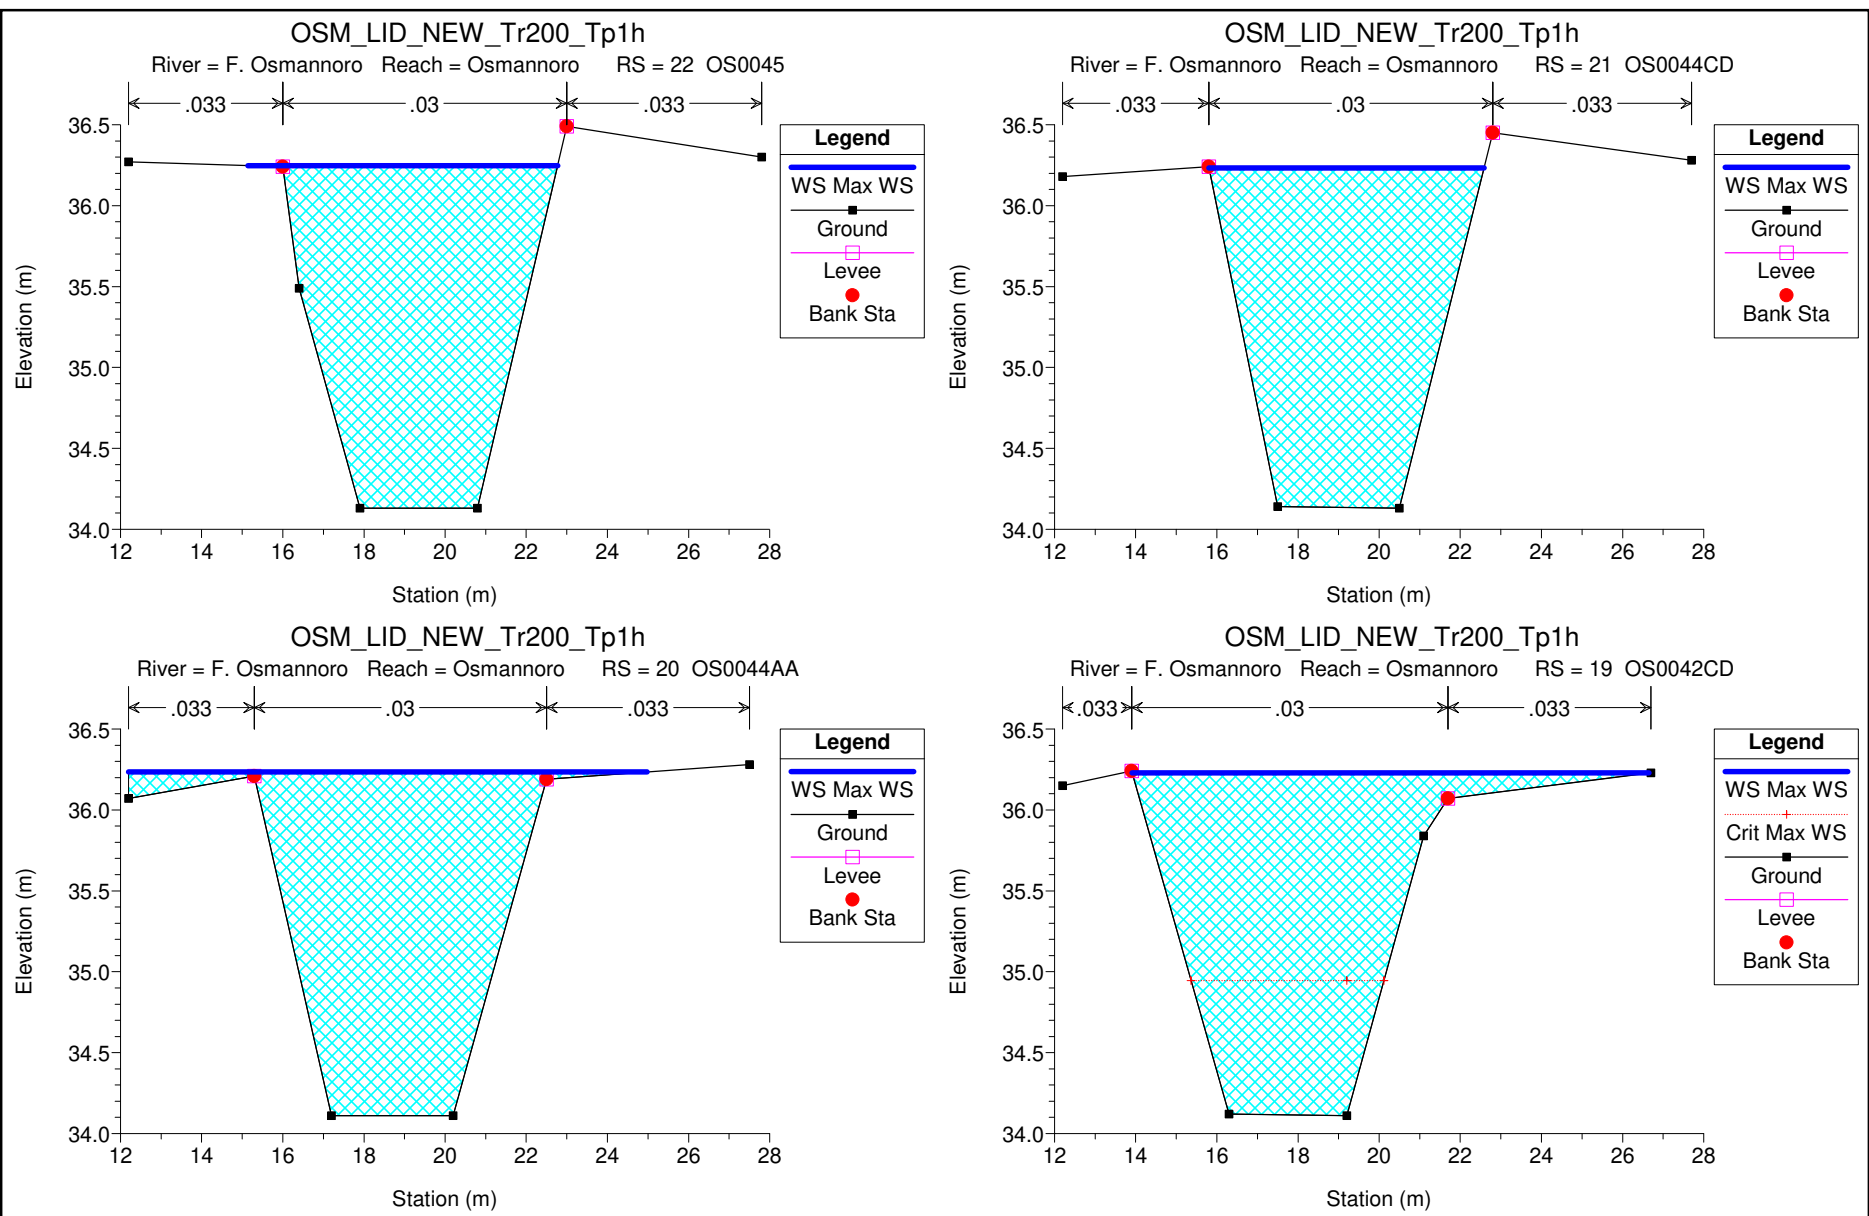 OSM_LID_NEW_Tr200_Tp1h
River = F. Osmannoro Reach = Osmannoro RS = 22 OS0045
.033 .03 .033
36.5
36.0
35.5
35.0
34.5
34.0
Elevation (m)
12 14 16 18 20 22 24 26 28
Station (m)
Legend
WS Max WS
Ground
Levee
Bank Sta
OSM_LID_NEW_Tr200_Tp1h
River = F. Osmannoro Reach = Osmannoro RS = 21 OS0044CD
.033 .03 .033
36.5
36.0
35.5
35.0
34.5
34.0
Elevation (m)
12 14 16 18 20 22 24 26 28
Station (m)
Legend
WS Max WS
Ground
Levee
Bank Sta
OSM_LID_NEW_Tr200_Tp1h
River = F. Osmannoro Reach = Osmannoro RS = 20 OS0044AA
.033 .03 .033
36.5
36.0
35.5
35.0
34.5
34.0
Elevation (m)
12 14 16 18 20 22 24 26 28
Station (m)
Legend
WS Max WS
Ground
Levee
Bank Sta
OSM_LID_NEW_Tr200_Tp1h
River = F. Osmannoro Reach = Osmannoro RS = 19 OS0042CD
.033 .03 .033
36.5
36.0
35.5
35.0
34.5
34.0
Elevation (m)
12 14 16 18 20 22 24 26 28
Station (m)
Legend
WS Max WS
Crit Max WS
Ground
Levee
Bank Sta